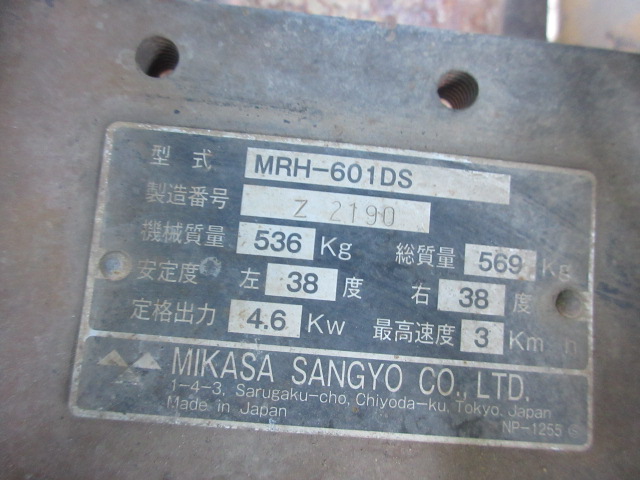 型式 MRH-601DS
製造番号 Z 2190
機械質量 536 Kg 総質量 569 Kg
安定度 左 38 度 右 38 度
定格出力 4.6 Kw 最高速度 3 Km h
MIKASA SANGYO CO., LTD.
1-4-3, Sarugaku-cho, Chiyoda-ku, Tokyo, Japan
Made in Japan
NP-1255